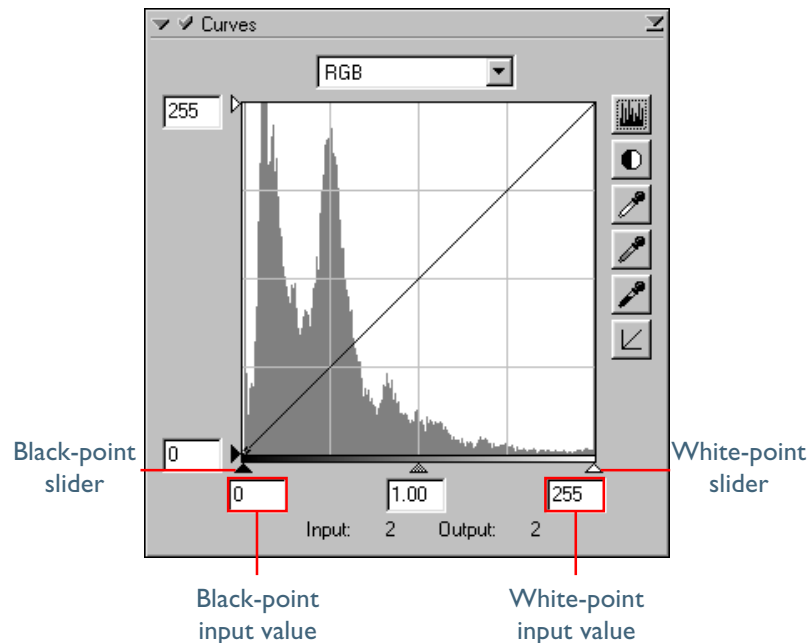 Curves
RGB
255
Black-point
slider
0
White-point
slider
0
1.00
255
Input: 2 Output: 2
Black-point
input value
White-point
input value